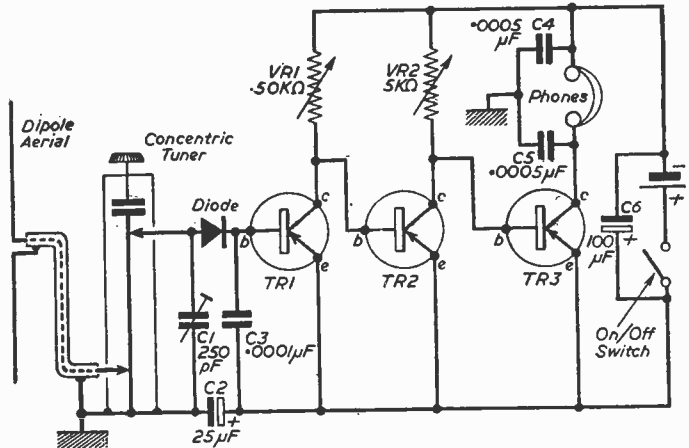 Dipole
Aerial
Concentric
Tuner
Diode
VR1
.50KΩ
VR2
5KΩ
.0005
µF
C4
Phones
C5
.0005µF
b
c
e
TR1
b
c
e
TR2
b
c
e
TR3
C6
100
µF
+
−
+
On/Off
Switch
C1
250
pF
C3
.0001µF
C2
+
25µF